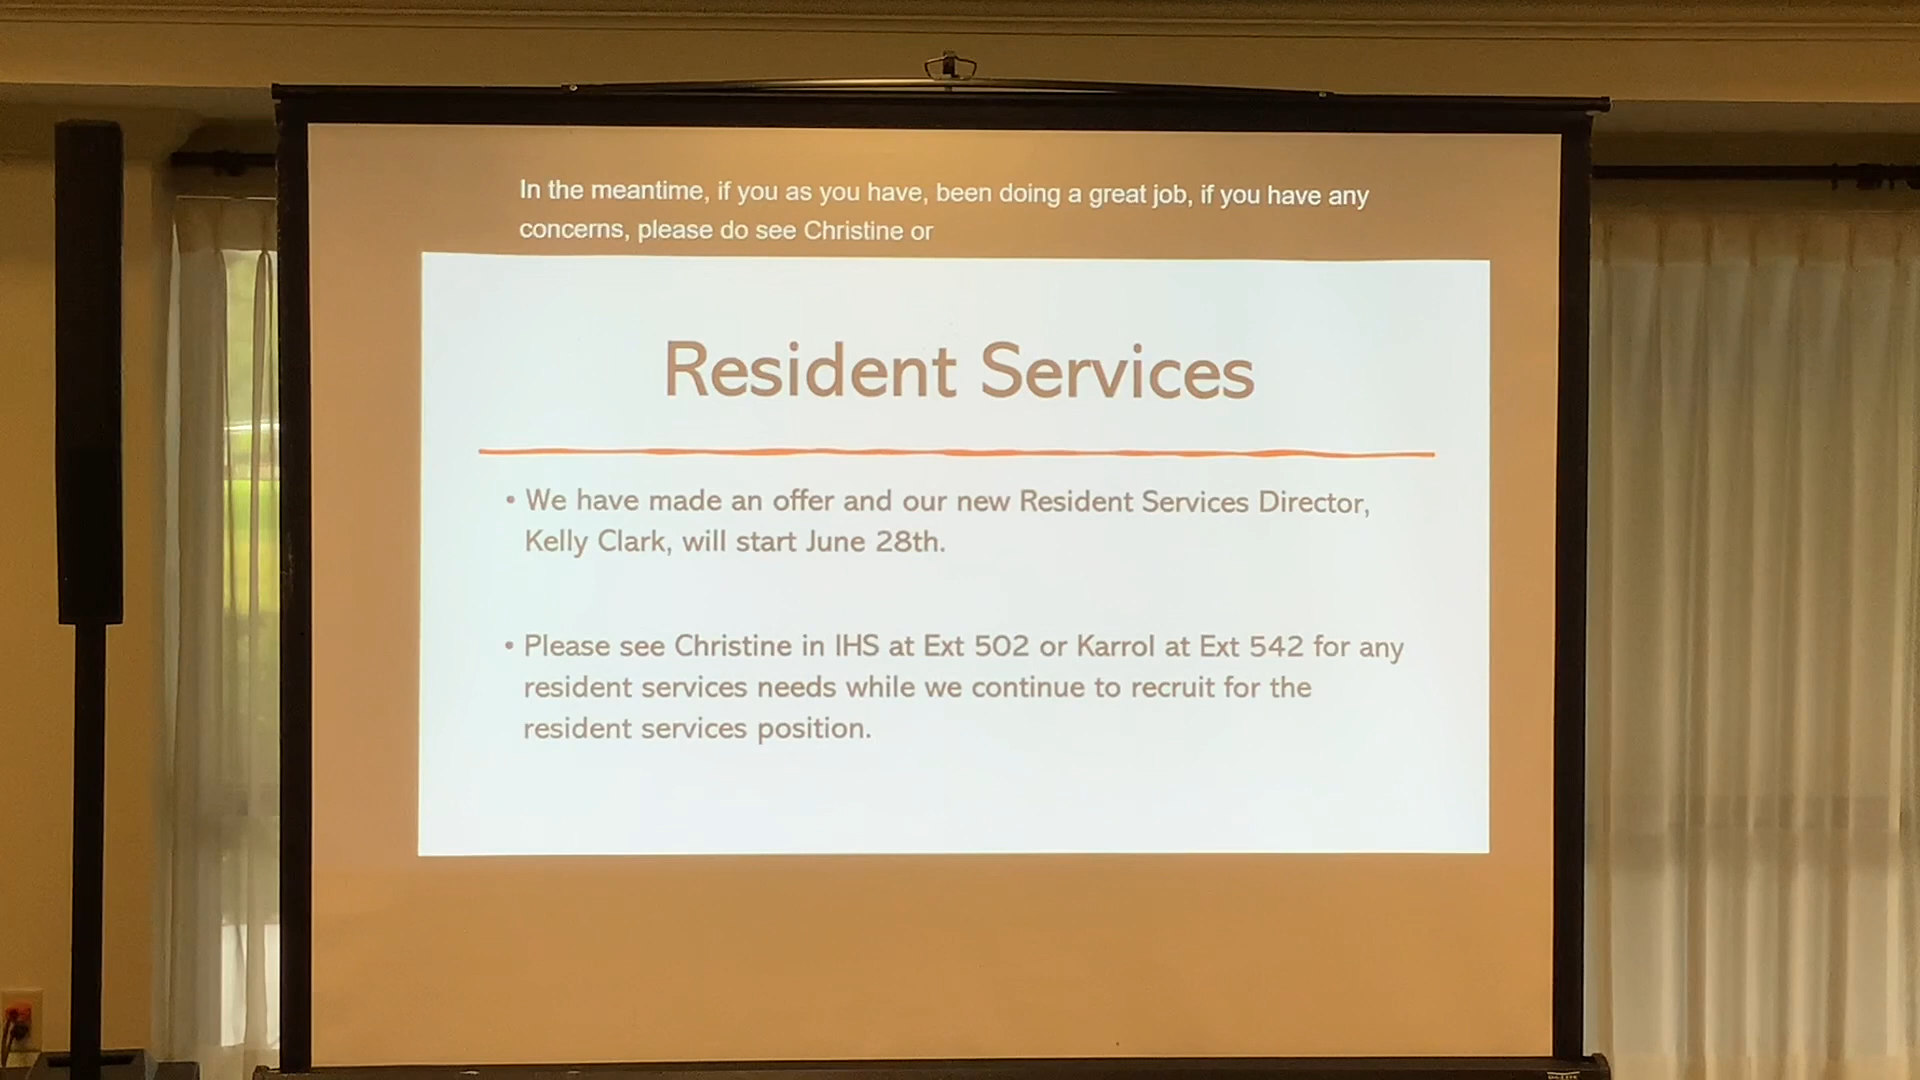 In the meantime, if you as you have, been doing a great job, if you have any
concerns, please do see Christine or
Resident Services
• We have made an offer and our new Resident Services Director,
Kelly Clark, will start June 28th.
• Please see Christine in IHS at Ext 502 or Karrol at Ext 542 for any
resident services needs while we continue to recruit for the
resident services position.